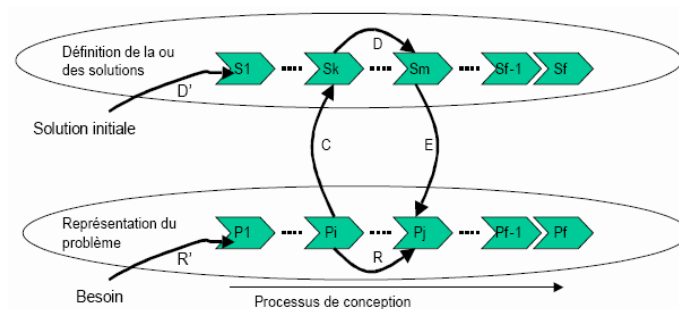 D
Définition de la ou
des solutions
S1 Sk Sm Sf-1 Sf
D'
Solution initiale
C E
Représentation du
problème
P1 Pi Pj Pf-1 Pf
R' R
Besoin
Processus de conception